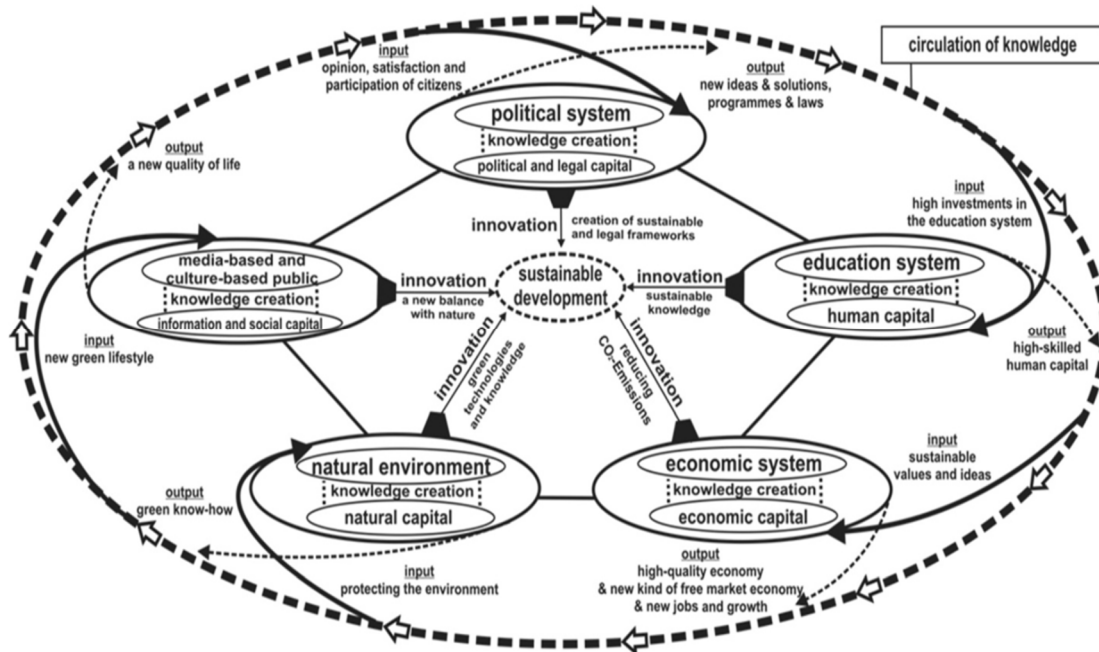 circulation of knowledge
input
opinion, satisfaction and
participation of citizens
output
new ideas & solutions,
programmes & laws
political system
knowledge creation
political and legal capital
output
a new quality of life
input
high investments in
the education system
innovation
creation of sustainable
and legal frameworks
media-based and
culture-based public
knowledge creation
information and social capital
innovation
a new balance
with nature
sustainable
development
innovation
sustainable
knowledge
education system
knowledge creation
human capital
input
new green lifestyle
output
high-skilled
human capital
innovation
green
technologies
and knowledge
innovation
reducing
CO₂-Emissions
natural environment
knowledge creation
natural capital
economic system
knowledge creation
economic capital
input
sustainable
values and ideas
output
green know-how
input
protecting the environment
output
high-quality economy
& new kind of free market economy
& new jobs and growth